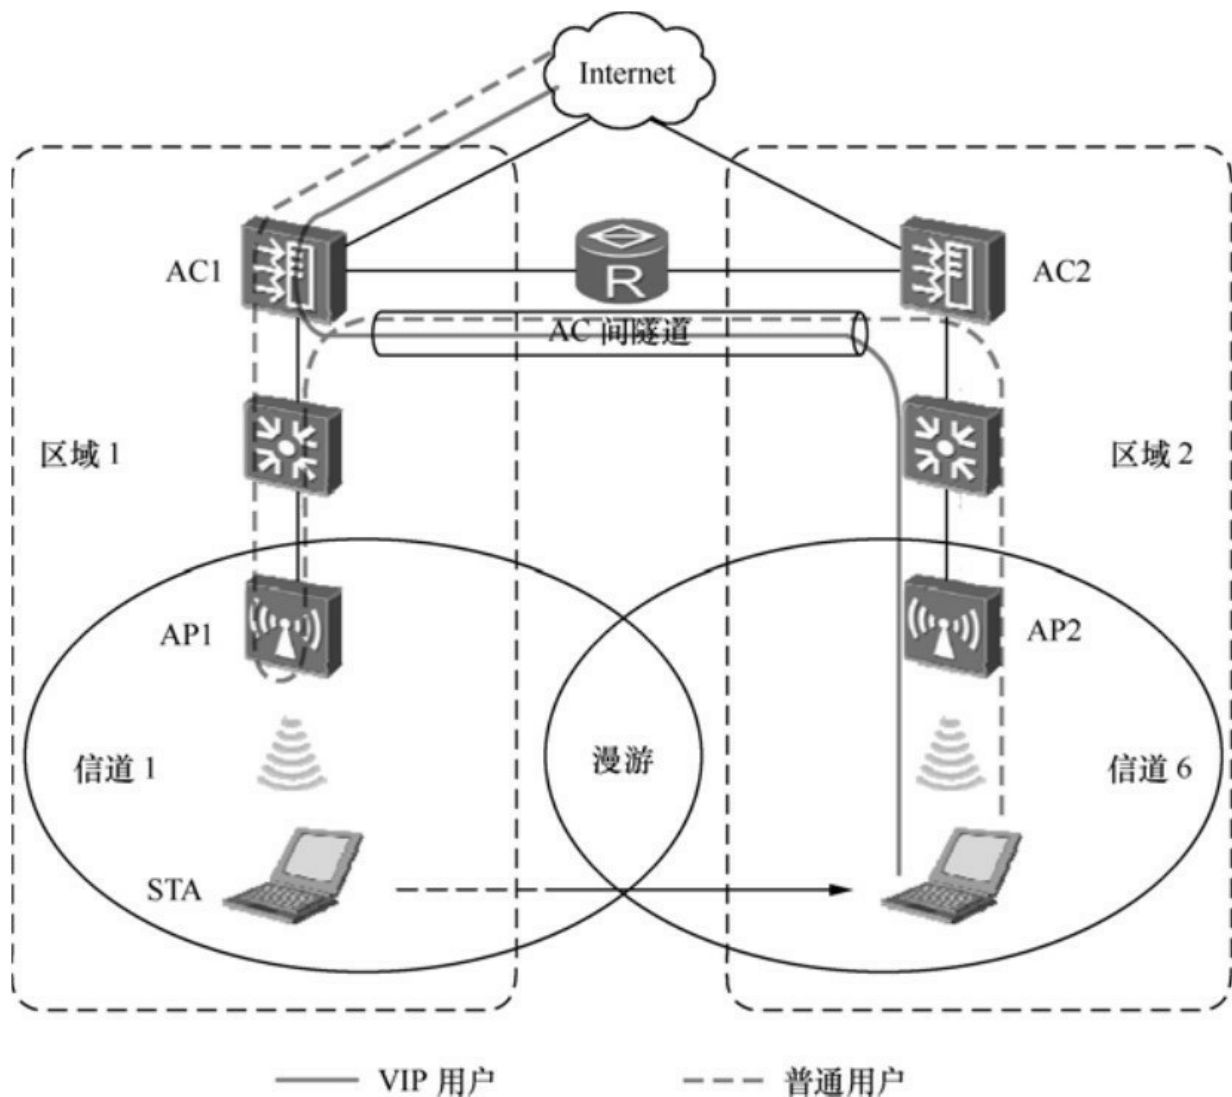 Internet
AC1
R
AC2
AC 间隧道
区域 1
区域 2
AP1
AP2
信道 1
漫游
信道 6
STA
VIP 用户
普通用户